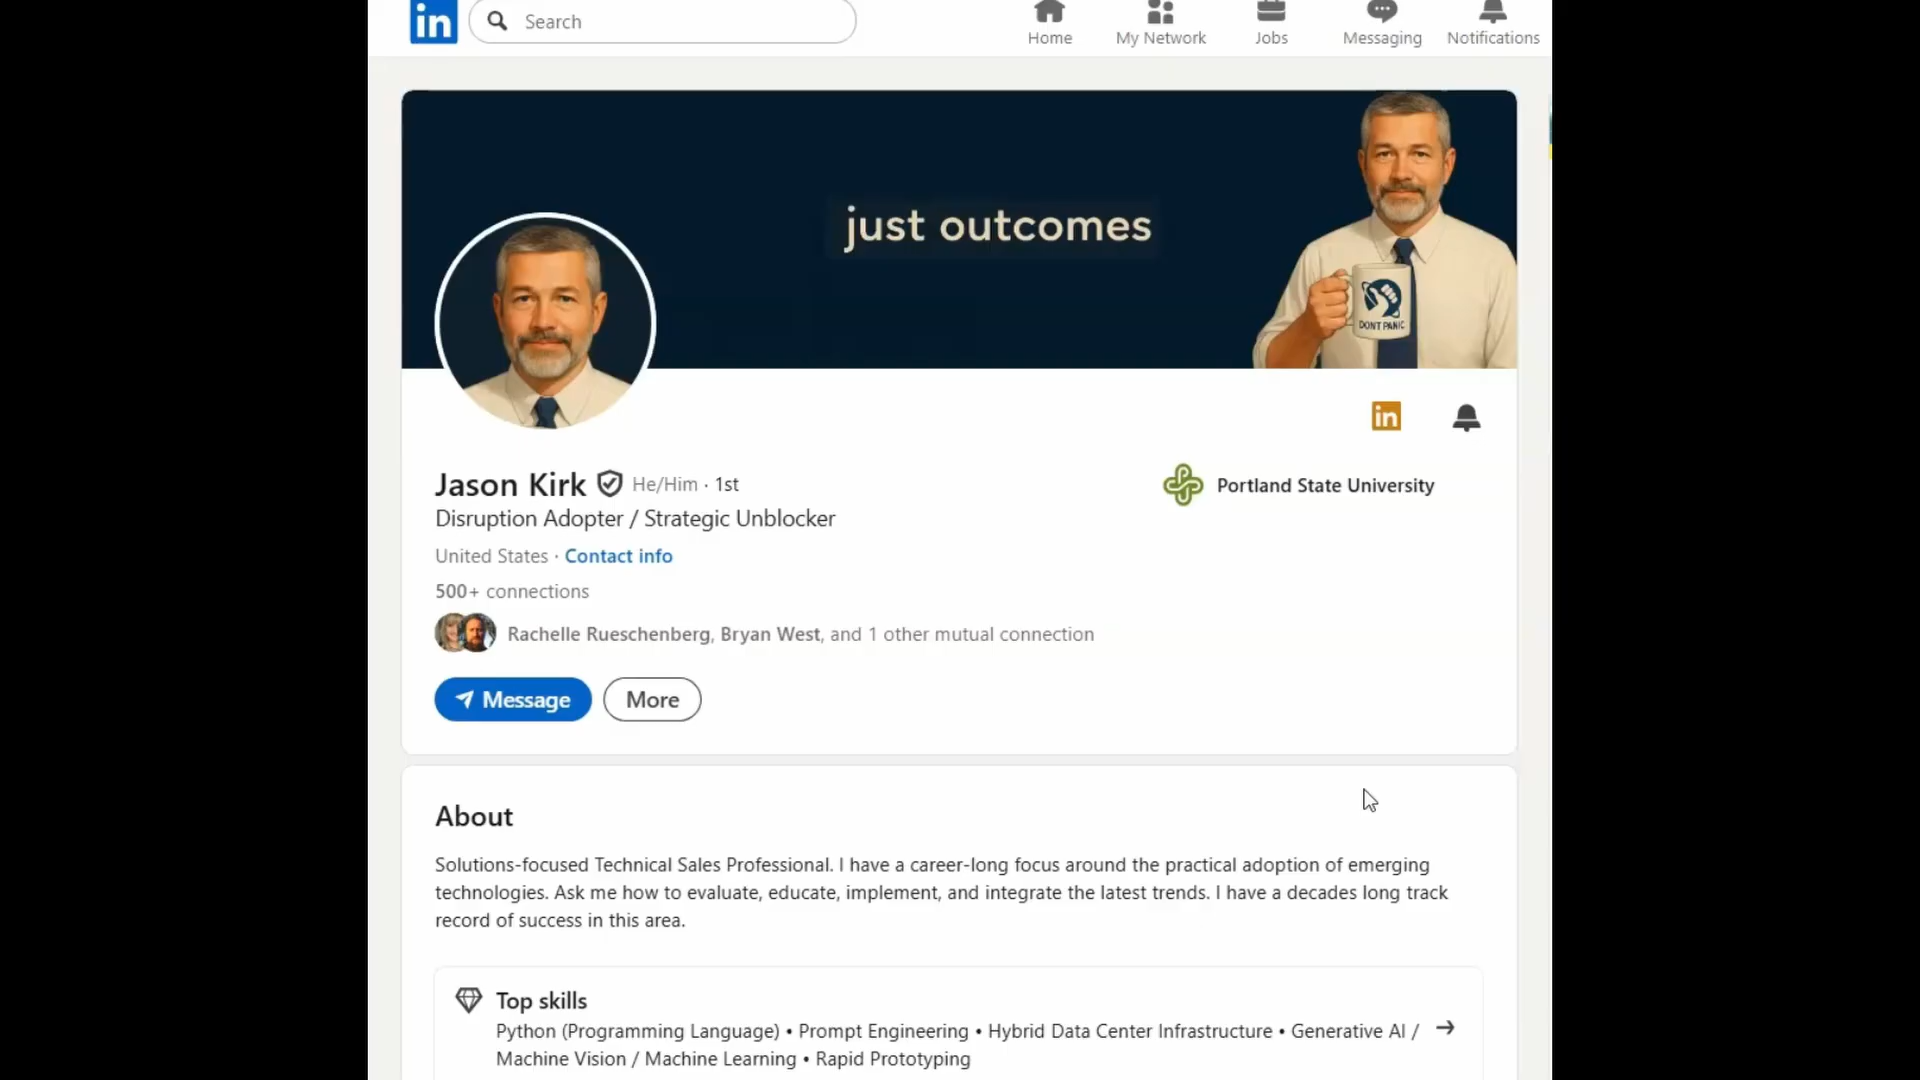 in
Search
Home
My Network
Jobs
Messaging
Notifications
just outcomes
DONT PANIC
in
Jason Kirk He/Him · 1st
Portland State University
Disruption Adopter / Strategic Unblocker
United States · Contact info
500+ connections
Rachelle Rueschenberg, Bryan West, and 1 other mutual connection
Message
More
About
Solutions-focused Technical Sales Professional. I have a career-long focus around the practical adoption of emerging
technologies. Ask me how to evaluate, educate, implement, and integrate the latest trends. I have a decades long track
record of success in this area.
Top skills
Python (Programming Language) • Prompt Engineering • Hybrid Data Center Infrastructure • Generative AI /
Machine Vision / Machine Learning • Rapid Prototyping